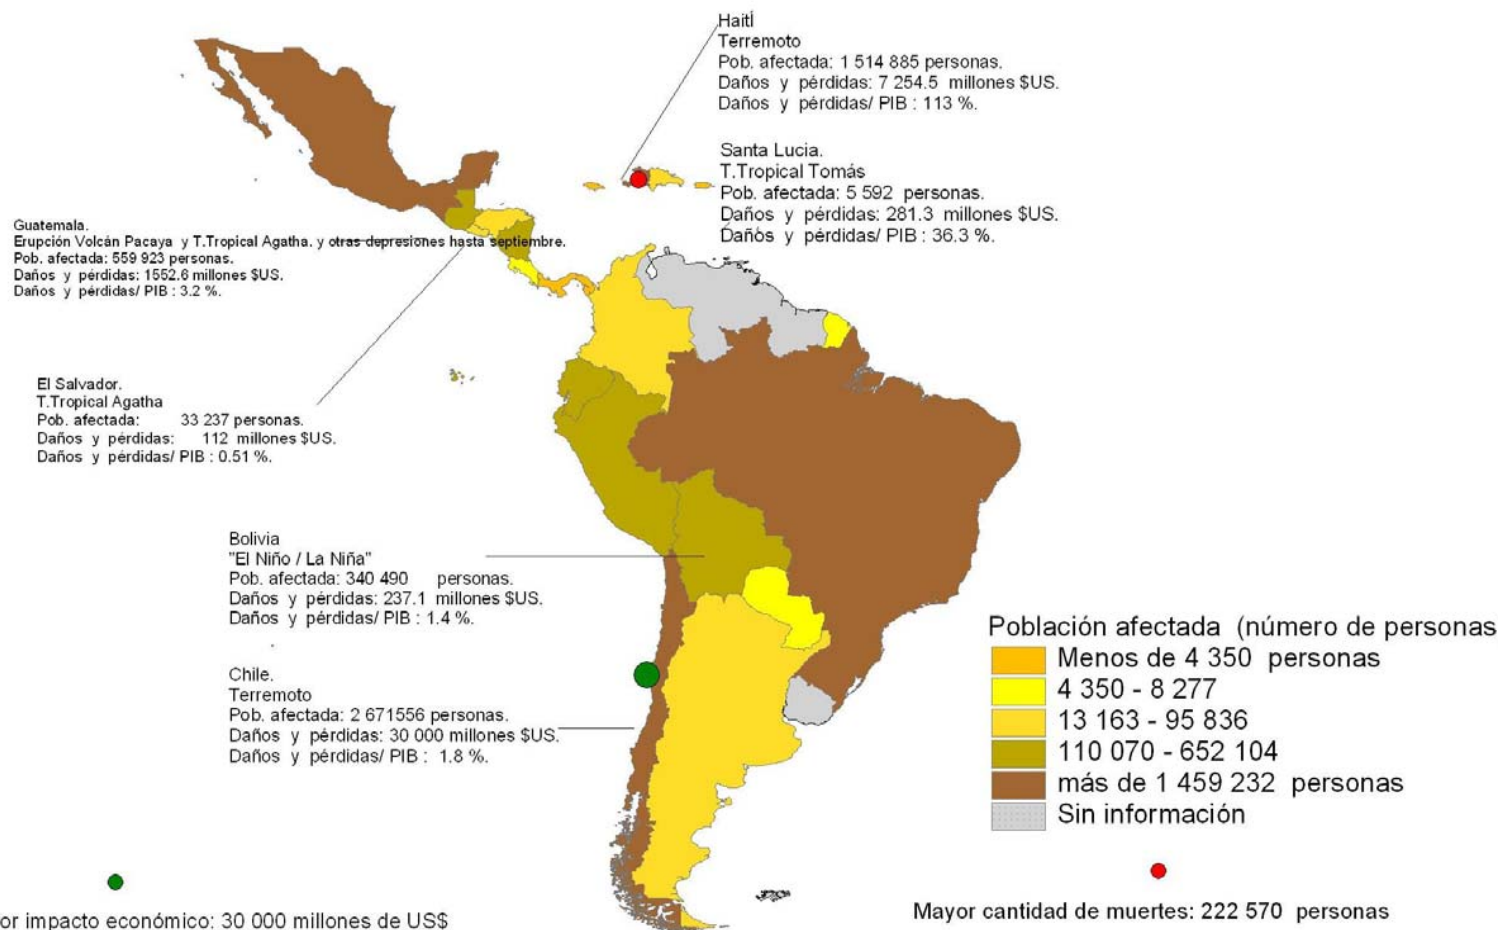 Haití
Terremoto
Pob. afectada: 1 514 885 personas.
Daños y pérdidas: 7 254.5 millones $US.
Daños y pérdidas/ PIB : 113 %.
Santa Lucia.
T.Tropical Tomás
Pob. afectada: 5 592 personas.
Daños y pérdidas: 281.3 millones $US.
Daños y pérdidas/ PIB : 36.3 %.
Guatemala.
Erupción Volcán Pacaya y T.Tropical Agatha. y otras depresiones hasta septiembre.
Pob. afectada: 559 923 personas.
Daños y pérdidas: 1552.6 millones $US.
Daños y pérdidas/ PIB : 3.2 %.
El Salvador.
T.Tropical Agatha
Pob. afectada: 33 237 personas.
Daños y pérdidas: 112 millones $US.
Daños y pérdidas/ PIB : 0.51 %.
Bolivia
"El Niño / La Niña"
Pob. afectada: 340 490 personas.
Daños y pérdidas: 237.1 millones $US.
Daños y pérdidas/ PIB : 1.4 %.
Chile.
Terremoto
Pob. afectada: 2 671556 personas.
Daños y pérdidas: 30 000 millones $US.
Daños y pérdidas/ PIB : 1.8 %.
Población afectada (número de personas
Menos de 4 350 personas
4 350 - 8 277
13 163 - 95 836
110 070 - 652 104
más de 1 459 232 personas
Sin información
or impacto económico: 30 000 millones de US$
Mayor cantidad de muertes: 222 570 personas